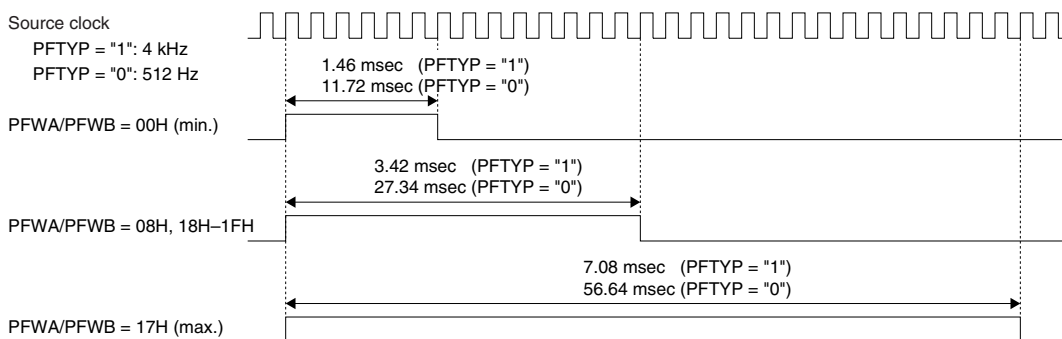 Source clock
PFTYP = "1": 4 kHz
PFTYP = "0": 512 Hz
1.46 msec (PFTYP = "1")
11.72 msec (PFTYP = "0")
PFWA/PFWB = 00H (min.)
3.42 msec (PFTYP = "1")
27.34 msec (PFTYP = "0")
PFWA/PFWB = 08H, 18H–1FH
7.08 msec (PFTYP = "1")
56.64 msec (PFTYP = "0")
PFWA/PFWB = 17H (max.)